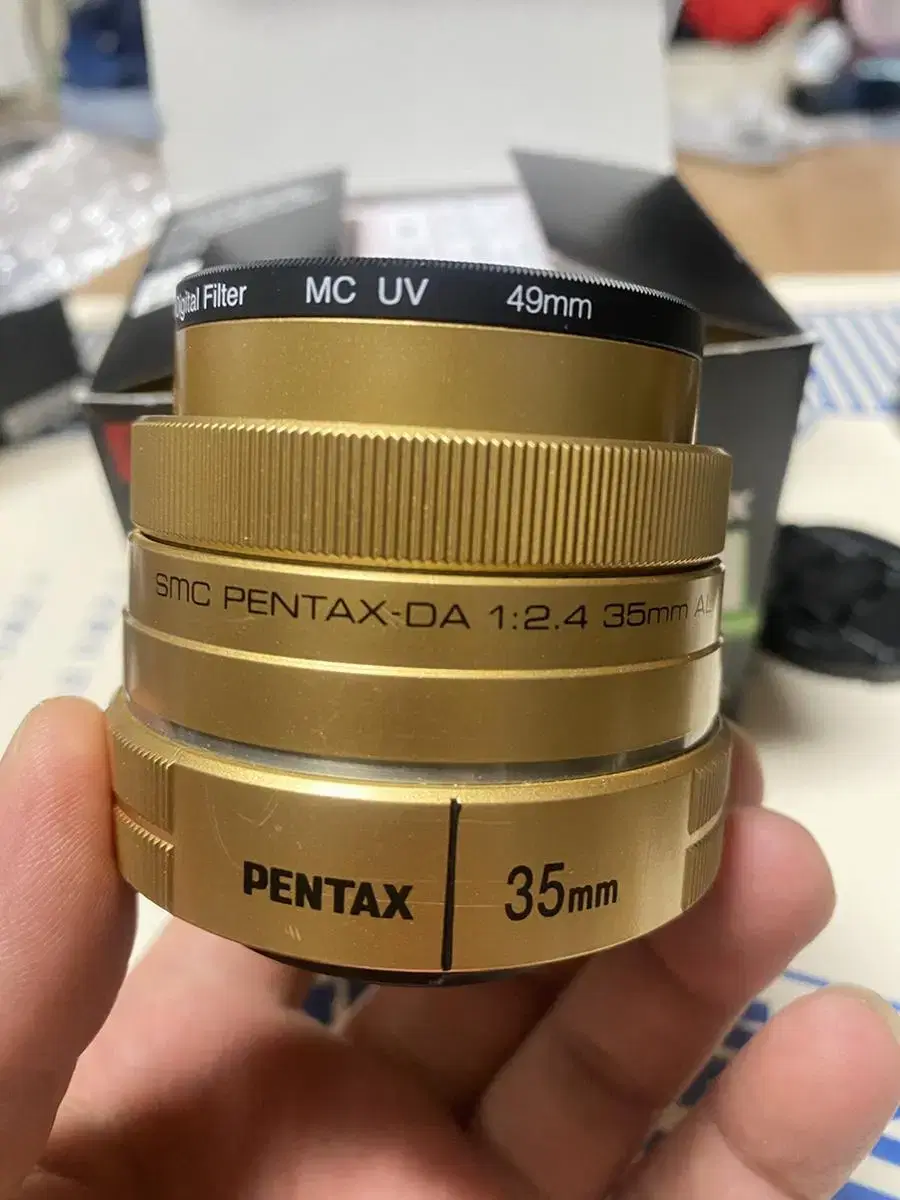 Digital Filter MC UV 49mm
smc PENTAX-DA 1:2.4 35mm AL
PENTAX 35mm